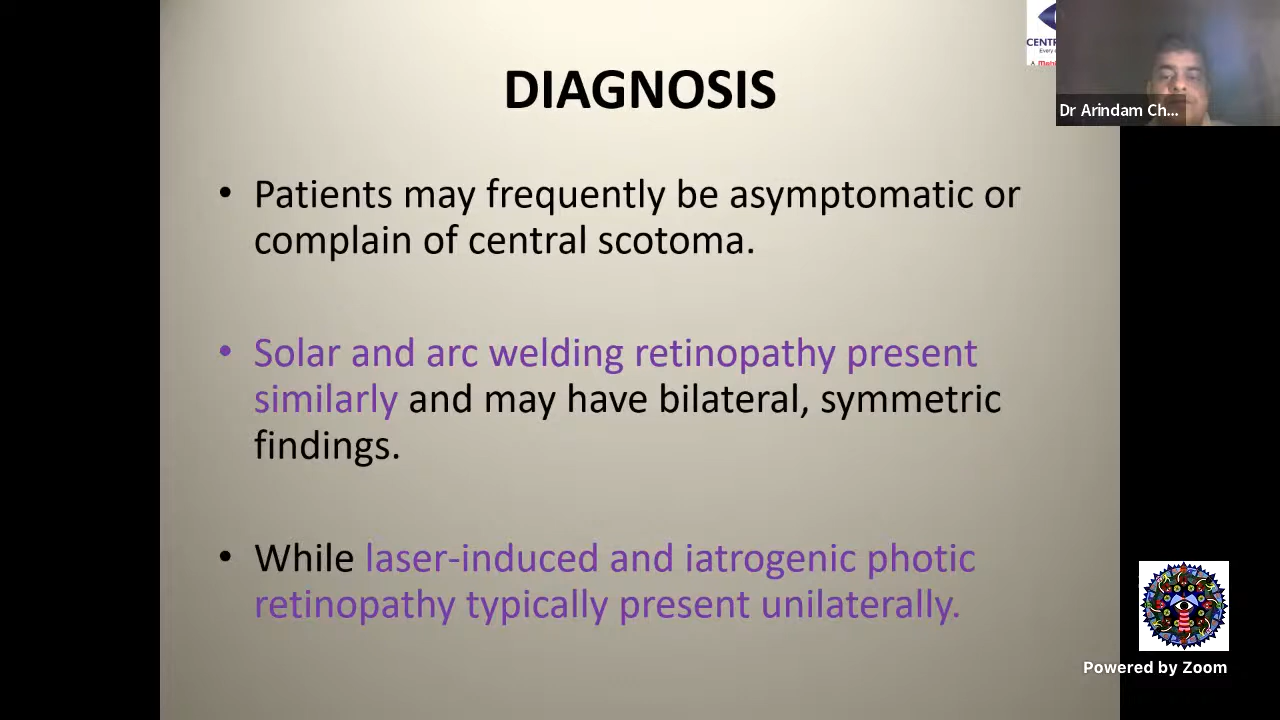 DIAGNOSIS
• Patients may frequently be asymptomatic or
complain of central scotoma.
• Solar and arc welding retinopathy present
similarly and may have bilateral, symmetric
findings.
• While laser-induced and iatrogenic photic
retinopathy typically present unilaterally.
CENTR
Every
A
Dr Arindam Ch...
Powered by Zoom